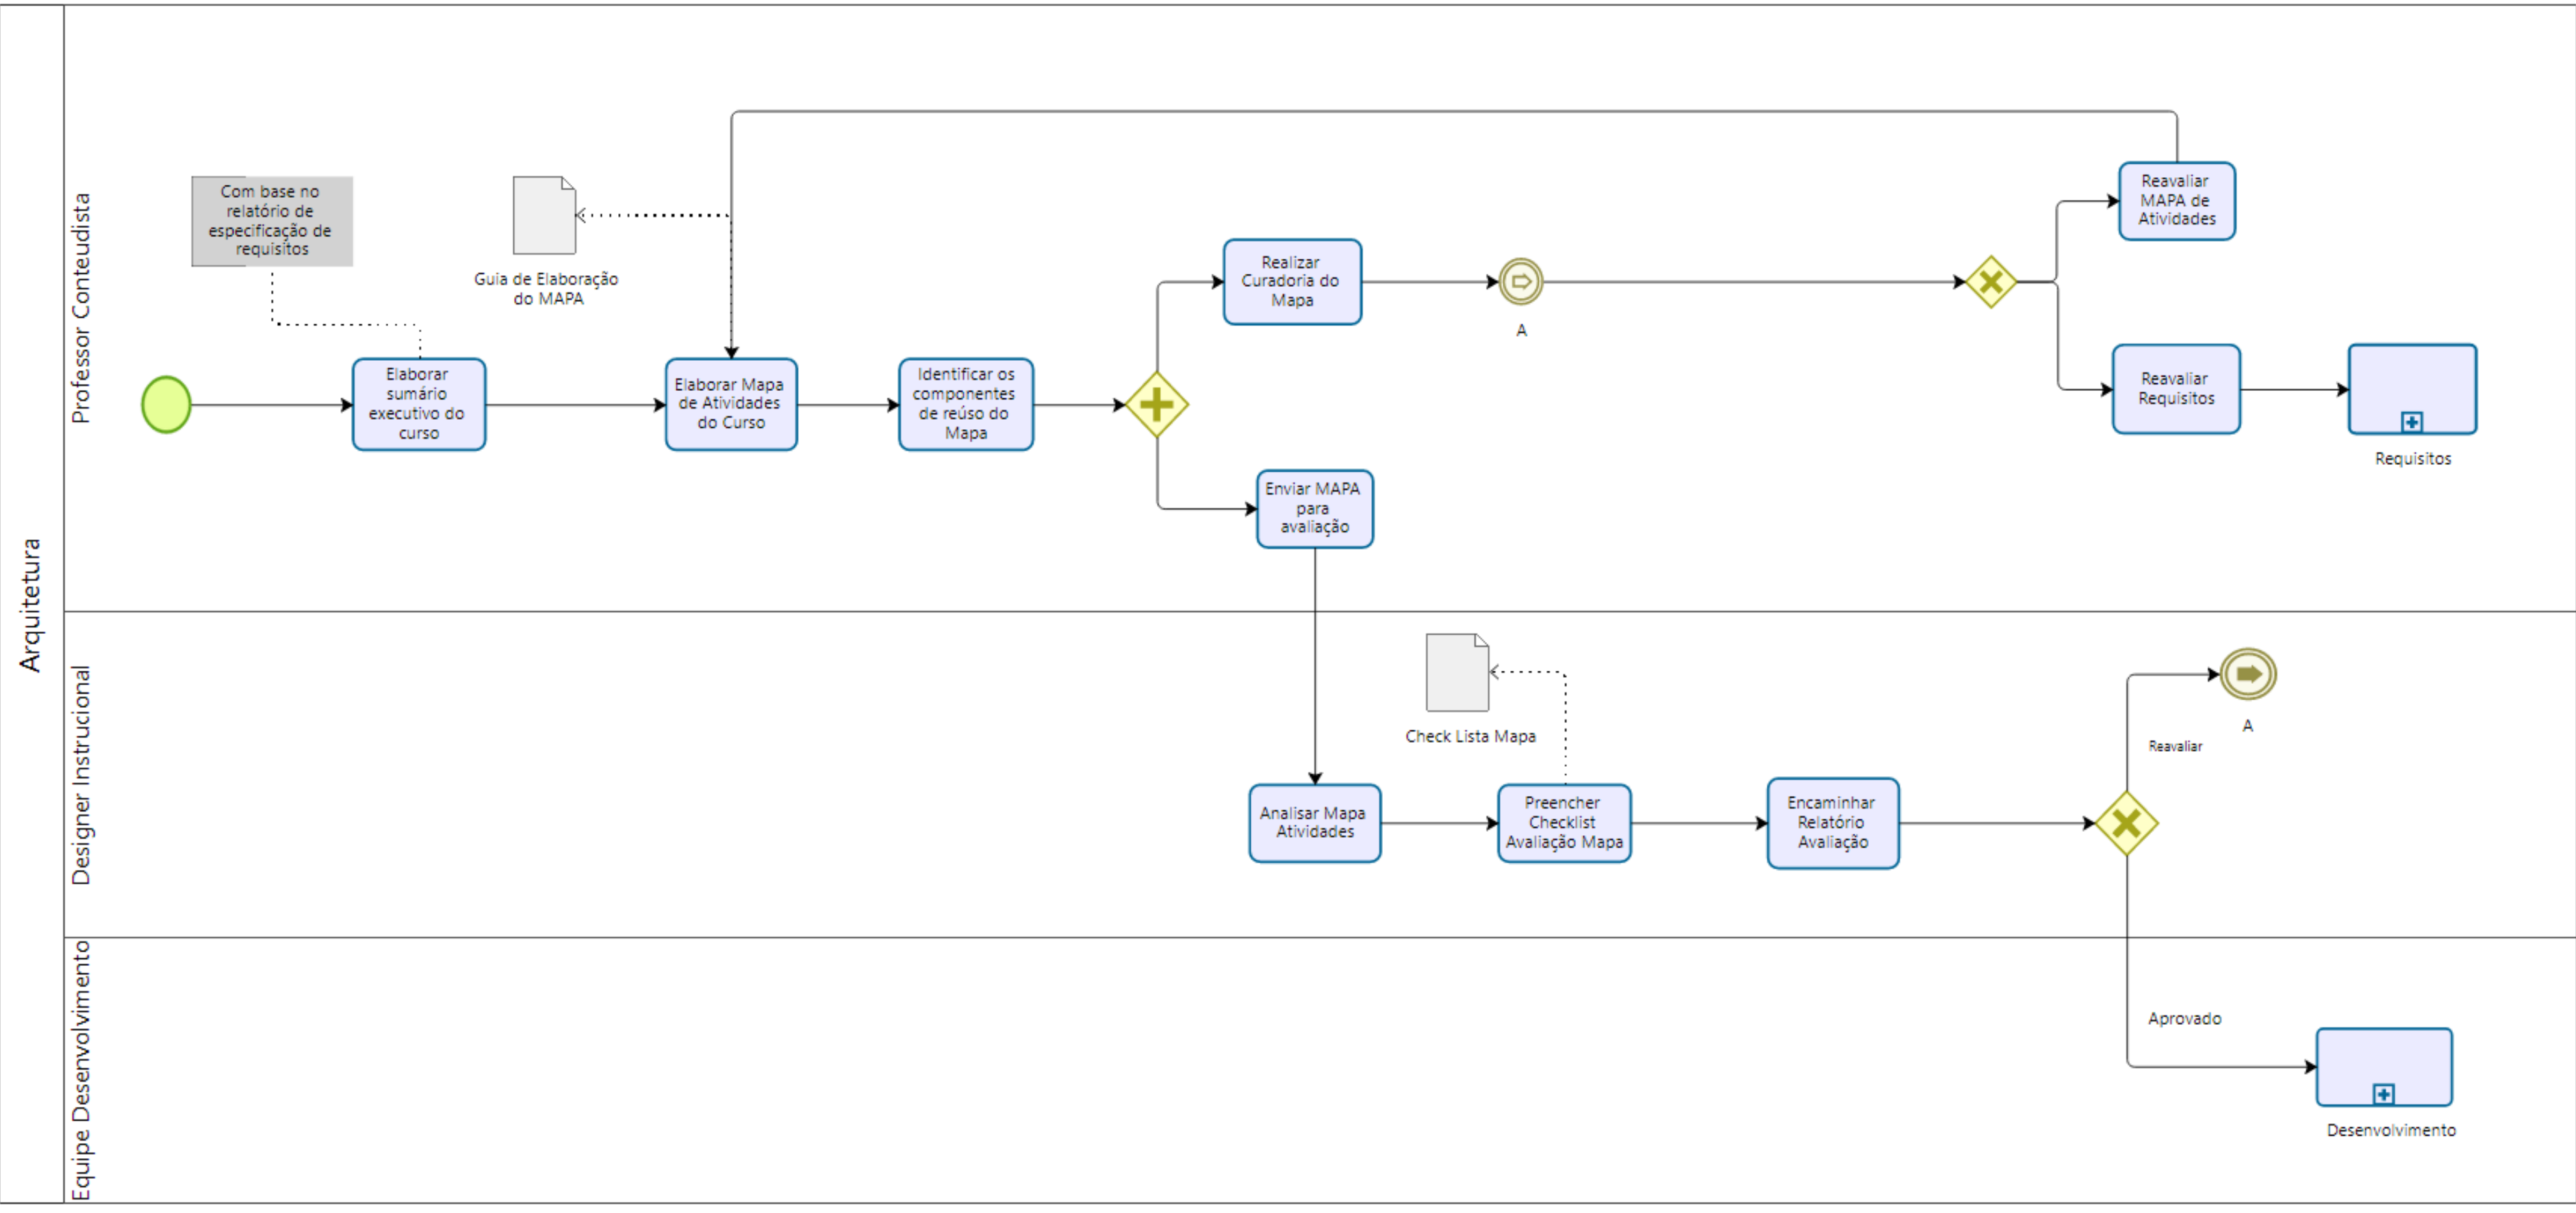 Arquitetura
Professor Conteudista
Com base no
relatório de
especificação de
requisitos
Guia de Elaboração
do MAPA
Elaborar
sumário
executivo do
curso
Elaborar Mapa
de Atividades
do Curso
Identificar os
componentes
de reúso do
Mapa
Realizar
Curadoria do
Mapa
A
Enviar MAPA
para
avaliação
Reavaliar
MAPA de
Atividades
Reavaliar
Requisitos
Requisitos
Designer Instrucional
Check Lista Mapa
Analisar Mapa
Atividades
Preencher
Checklist
Avaliação Mapa
Encaminhar
Relatório
Avaliação
Reavaliar
A
Equipe Desenvolvimento
Aprovado
Desenvolvimento